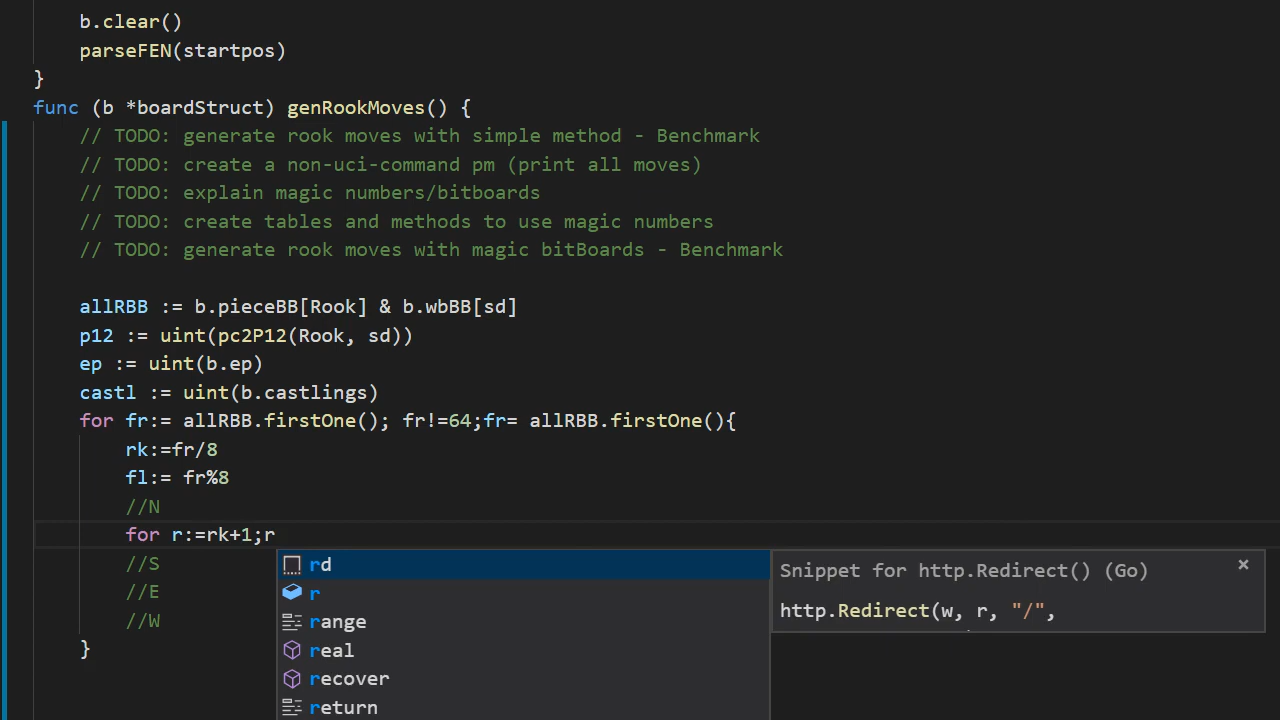 b.clear()
parseFEN(startpos)
}
func (b *boardStruct) genRookMoves() {
// TODO: generate rook moves with simple method - Benchmark
// TODO: create a non-uci-command pm (print all moves)
// TODO: explain magic numbers/bitboards
// TODO: create tables and methods to use magic numbers
// TODO: generate rook moves with magic bitBoards - Benchmark
allRBB := b.pieceBB[Rook] & b.wbBB[sd]
p12 := uint(pc2P12(Rook, sd))
ep := uint(b.ep)
castl := uint(b.castlings)
for fr:= allRBB.firstOne(); fr!=64;fr= allRBB.firstOne(){
rk:=fr/8
fl:= fr%8
//N
for r:=rk+1;r
//S
//E
//W
}
rd
r
range
real
recover
return
Snippet for http.Redirect() (Go) ×
http.Redirect(w, r, "/",